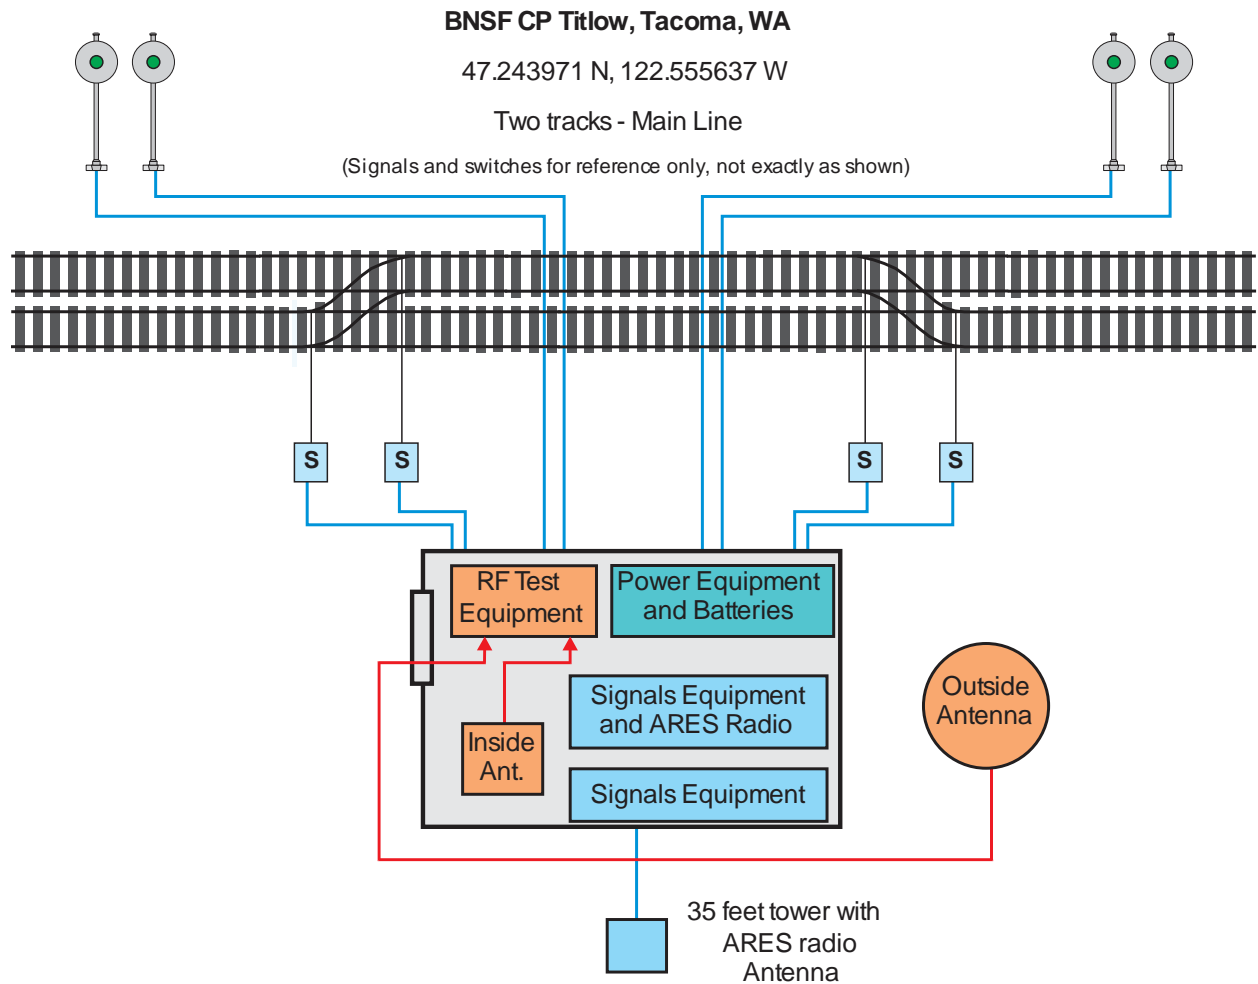 BNSF CP Titlow, Tacoma, WA
47.243971 N, 122.555637 W
Two tracks - Main Line
(Signals and switches for reference only, not exactly as shown)
S
S
S
S
RF Test
Equipment
Power Equipment
and Batteries
Signals Equipment
and ARES Radio
Inside
Ant.
Signals Equipment
Outside
Antenna
35 feet tower with
ARES radio
Antenna